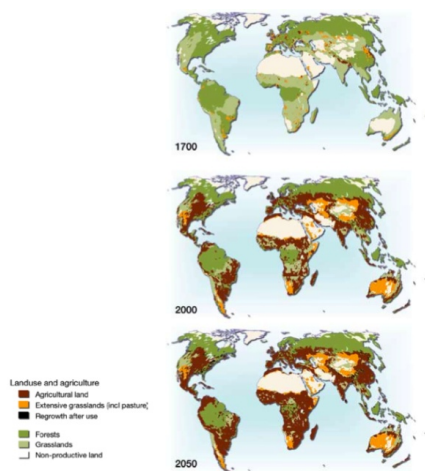 1700
2000
Landuse and agriculture
Agricultural land
Extensive grasslands (incl pasture)
Regrowth after use
Forests
Grasslands
Non-productive land
2050